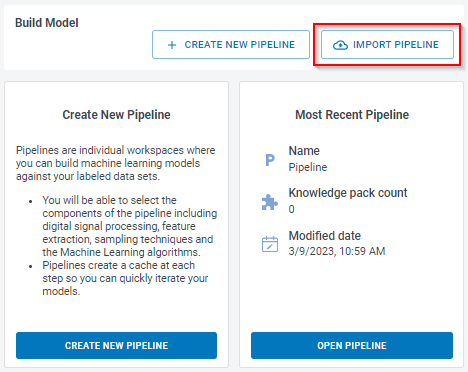 Build Model
+ CREATE NEW PIPELINE
IMPORT PIPELINE
Create New Pipeline
Pipelines are individual workspaces where
you can build machine learning models
against your labeled data sets.
• You will be able to select the
components of the pipeline including
digital signal processing, feature
extraction, sampling techniques and
the Machine Learning algorithms.
• Pipelines create a cache at each
step so you can quickly iterate your
models.
CREATE NEW PIPELINE
Most Recent Pipeline
P
Name
Pipeline
Knowledge pack count
0
Modified date
3/9/2023, 10:59 AM
OPEN PIPELINE